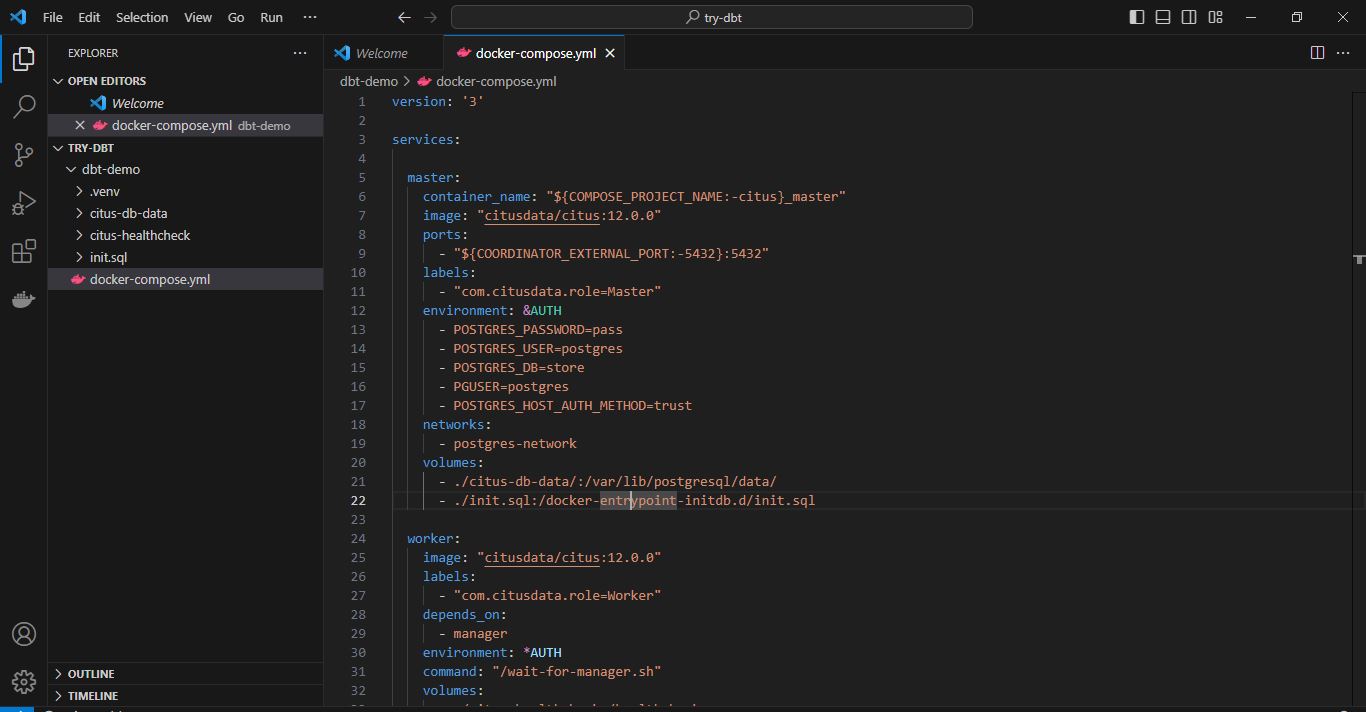 File Edit Selection View Go Run ··· try-dbt
EXPLORER
OPEN EDITORS
Welcome
docker-compose.yml dbt-demo
TRY-DBT
dbt-demo
.venv
citus-db-data
citus-healthcheck
init.sql
docker-compose.yml
OUTLINE
TIMELINE
Welcome docker-compose.yml
dbt-demo > docker-compose.yml
1 version: '3'
2
3 services:
4
5 master:
6 container_name: "${COMPOSE_PROJECT_NAME:-citus}_master"
7 image: "citusdata/citus:12.0.0"
8 ports:
9 - "${COORDINATOR_EXTERNAL_PORT:-5432}:5432"
10 labels:
11 - "com.citusdata.role=Master"
12 environment: &AUTH
13 - POSTGRES_PASSWORD=pass
14 - POSTGRES_USER=postgres
15 - POSTGRES_DB=store
16 - PGUSER=postgres
17 - POSTGRES_HOST_AUTH_METHOD=trust
18 networks:
19 - postgres-network
20 volumes:
21 - ./citus-db-data/:/var/lib/postgresql/data/
22 - ./init.sql:/docker-entrypoint-initdb.d/init.sql
23
24 worker:
25 image: "citusdata/citus:12.0.0"
26 labels:
27 - "com.citusdata.role=Worker"
28 depends_on:
29 - manager
30 environment: *AUTH
31 command: "/wait-for-manager.sh"
32 volumes: